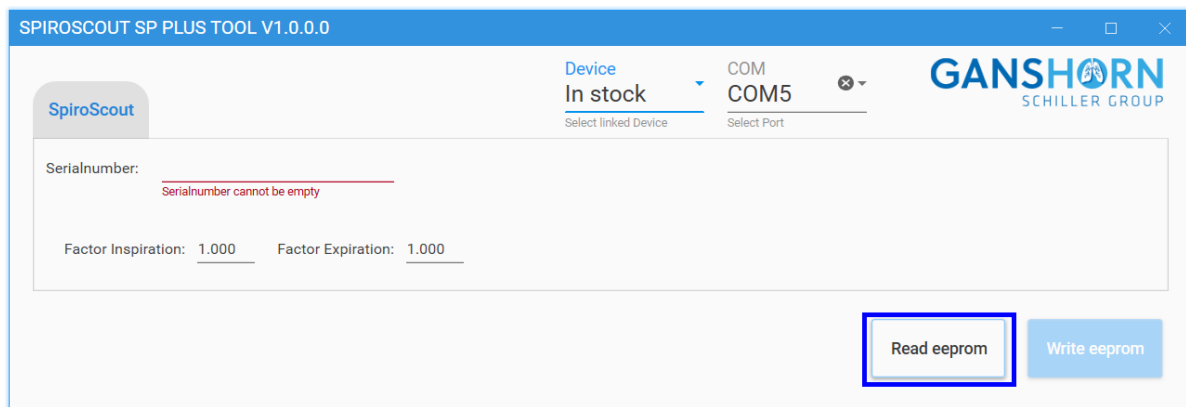 SPIROSCOUT SP PLUS TOOL V1.0.0.0
Device
In stock
Select linked Device
COM
COM5
Select Port
GANSHORN
SCHILLER GROUP
SpiroScout
Serialnumber:
Serialnumber cannot be empty
Factor Inspiration: 1.000 Factor Expiration: 1.000
Read eeprom
Write eeprom